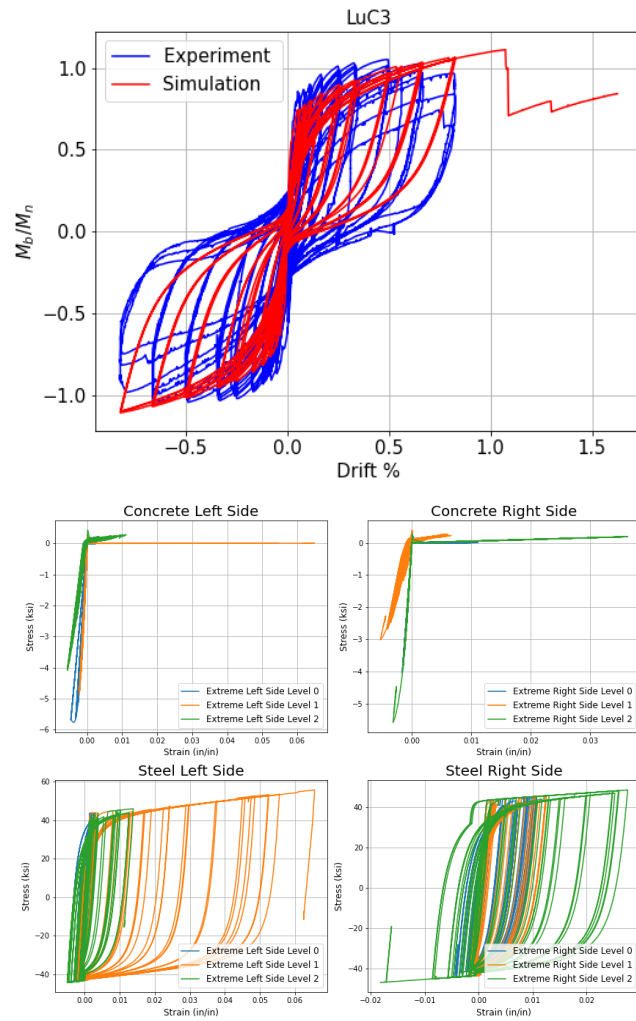 LuC3
Experiment
Simulation
1.0
0.5
0.0
−0.5
−1.0
M_b/M_n
−0.5 0.0 0.5 1.0 1.5
Drift %
Concrete Left Side
0
−1
−2
−3
−4
−5
−6
Stress (ksi)
Extreme Left Side Level 0
Extreme Left Side Level 1
Extreme Left Side Level 2
0.00 0.01 0.02 0.03 0.04 0.05 0.06
Strain (in/in)
Concrete Right Side
0
−1
−2
−3
−4
−5
Stress (ksi)
Extreme Right Side Level 0
Extreme Right Side Level 1
Extreme Right Side Level 2
0.00 0.01 0.02 0.03
Strain (in/in)
Steel Left Side
60
40
20
0
−20
−40
Stress (ksi)
Extreme Left Side Level 0
Extreme Left Side Level 1
Extreme Left Side Level 2
0.00 0.01 0.02 0.03 0.04 0.05 0.06
Strain (in/in)
Steel Right Side
40
20
0
−20
−40
Stress (ksi)
Extreme Right Side Level 0
Extreme Right Side Level 1
Extreme Right Side Level 2
−0.02 −0.01 0.00 0.01 0.02
Strain (in/in)